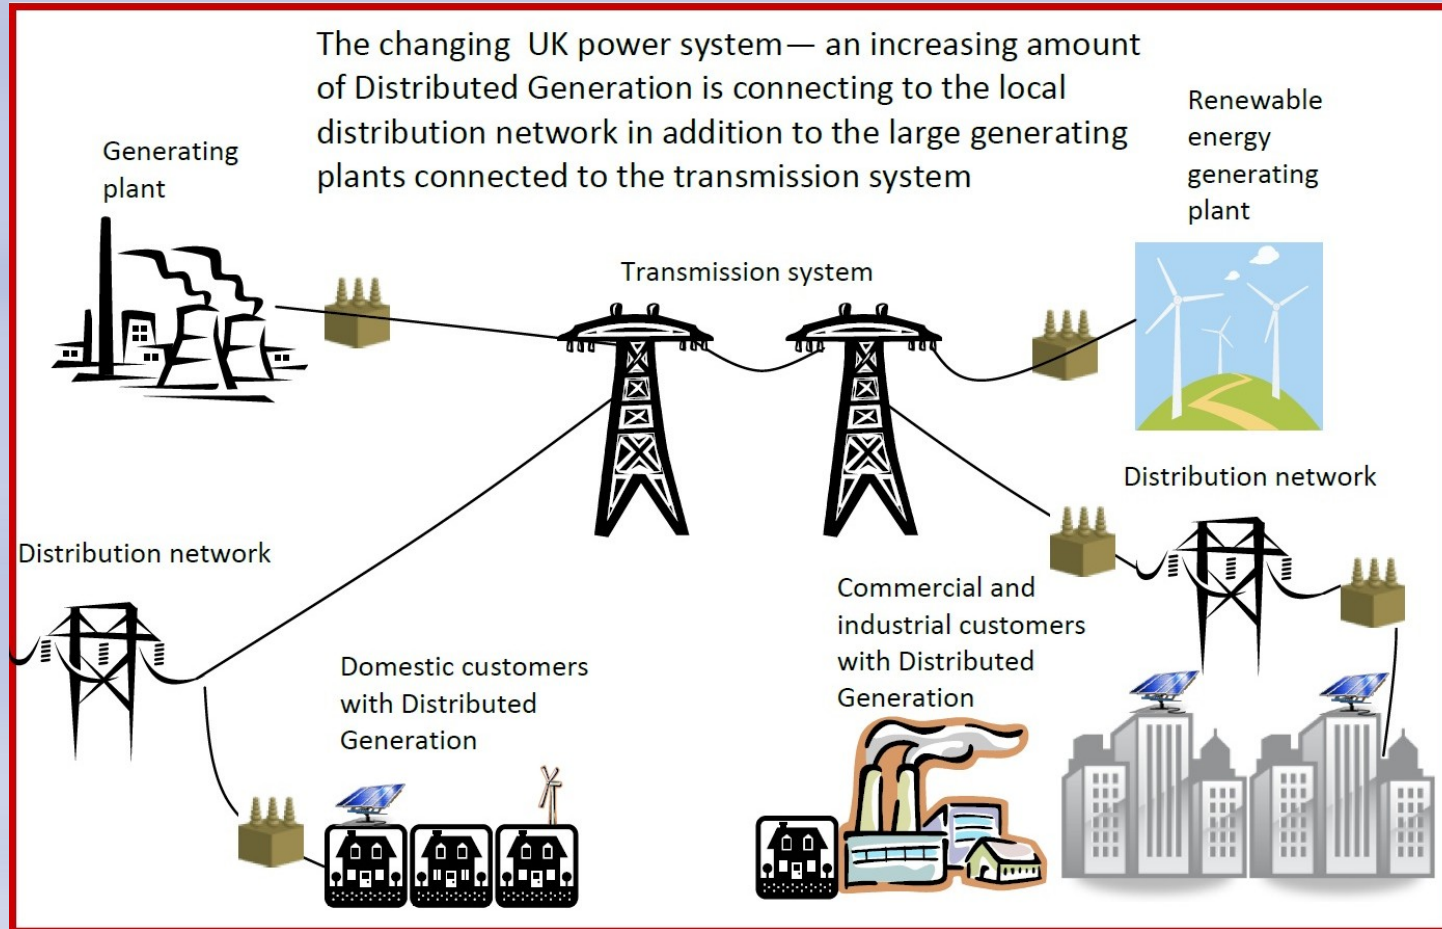 The changing UK power system— an increasing amount
of Distributed Generation is connecting to the local
distribution network in addition to the large generating
plants connected to the transmission system
Generating
plant
Renewable
energy
generating
plant
Transmission system
Distribution network
Distribution network
Domestic customers
with Distributed
Generation
Commercial and
industrial customers
with Distributed
Generation